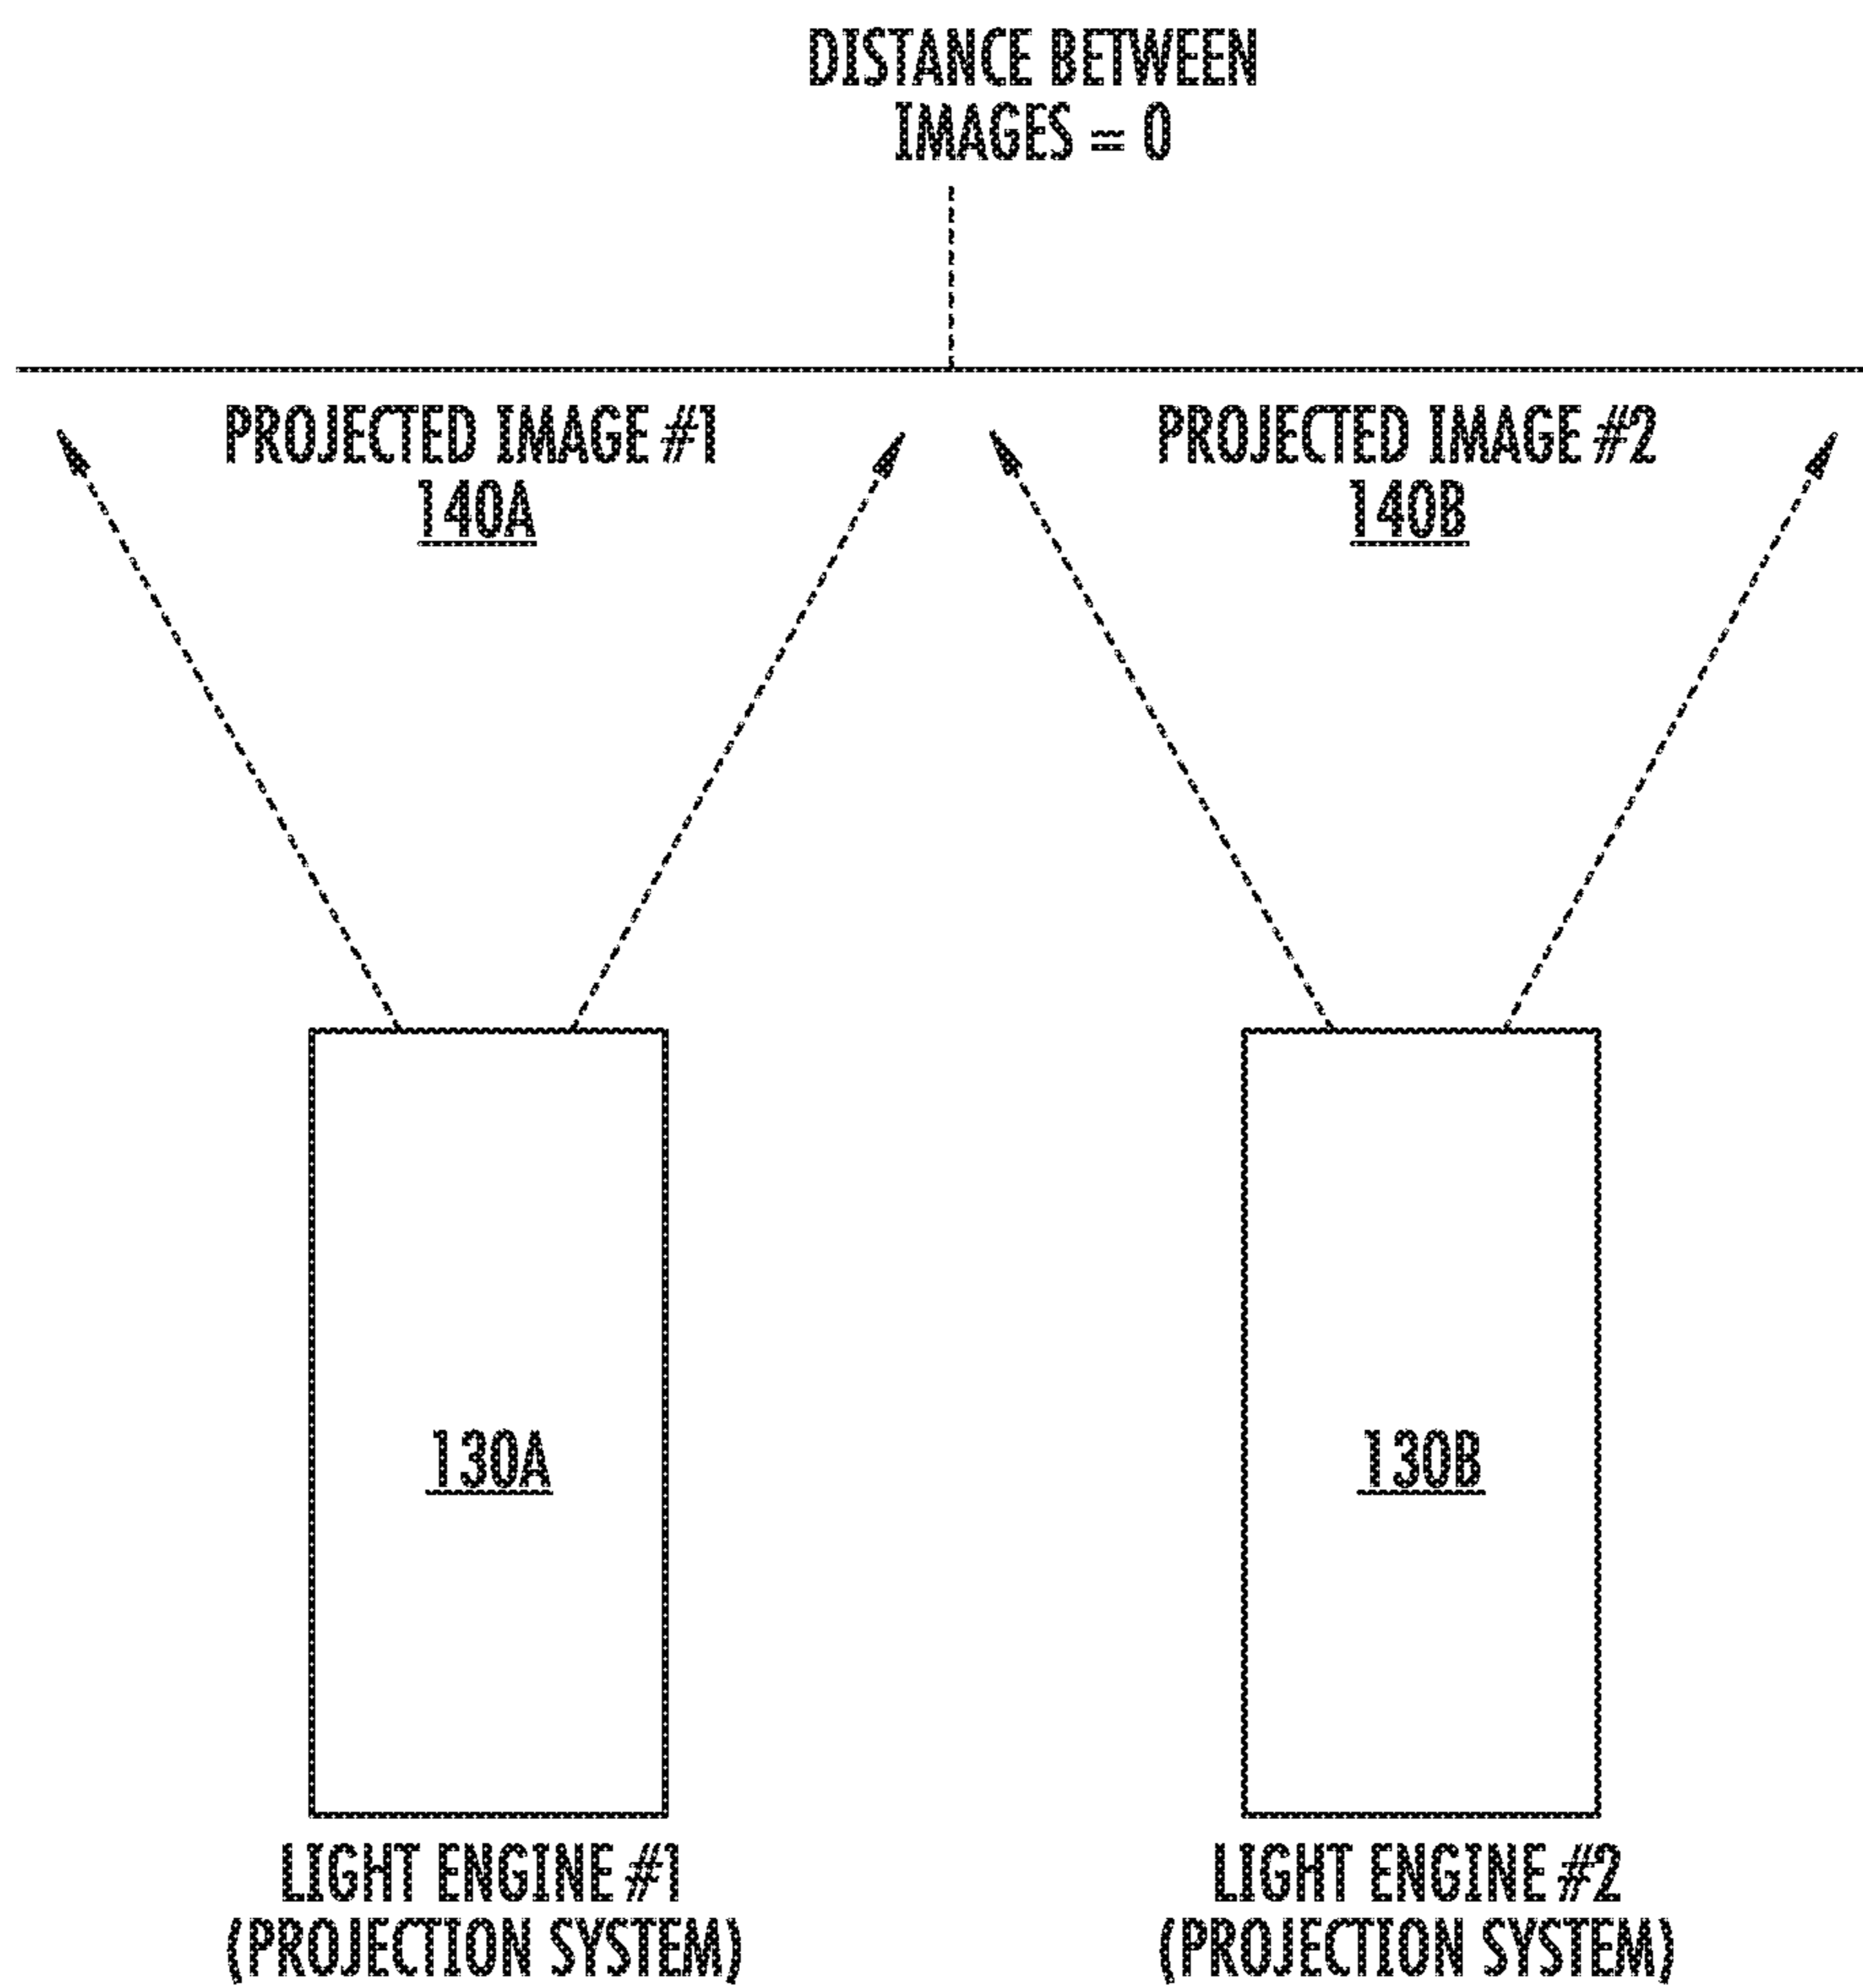 DISTANCE BETWEEN
IMAGES = 0
PROJECTED IMAGE #1
140A
PROJECTED IMAGE #2
140B
130A
130B
LIGHT ENGINE #1
(PROJECTION SYSTEM)
LIGHT ENGINE #2
(PROJECTION SYSTEM)